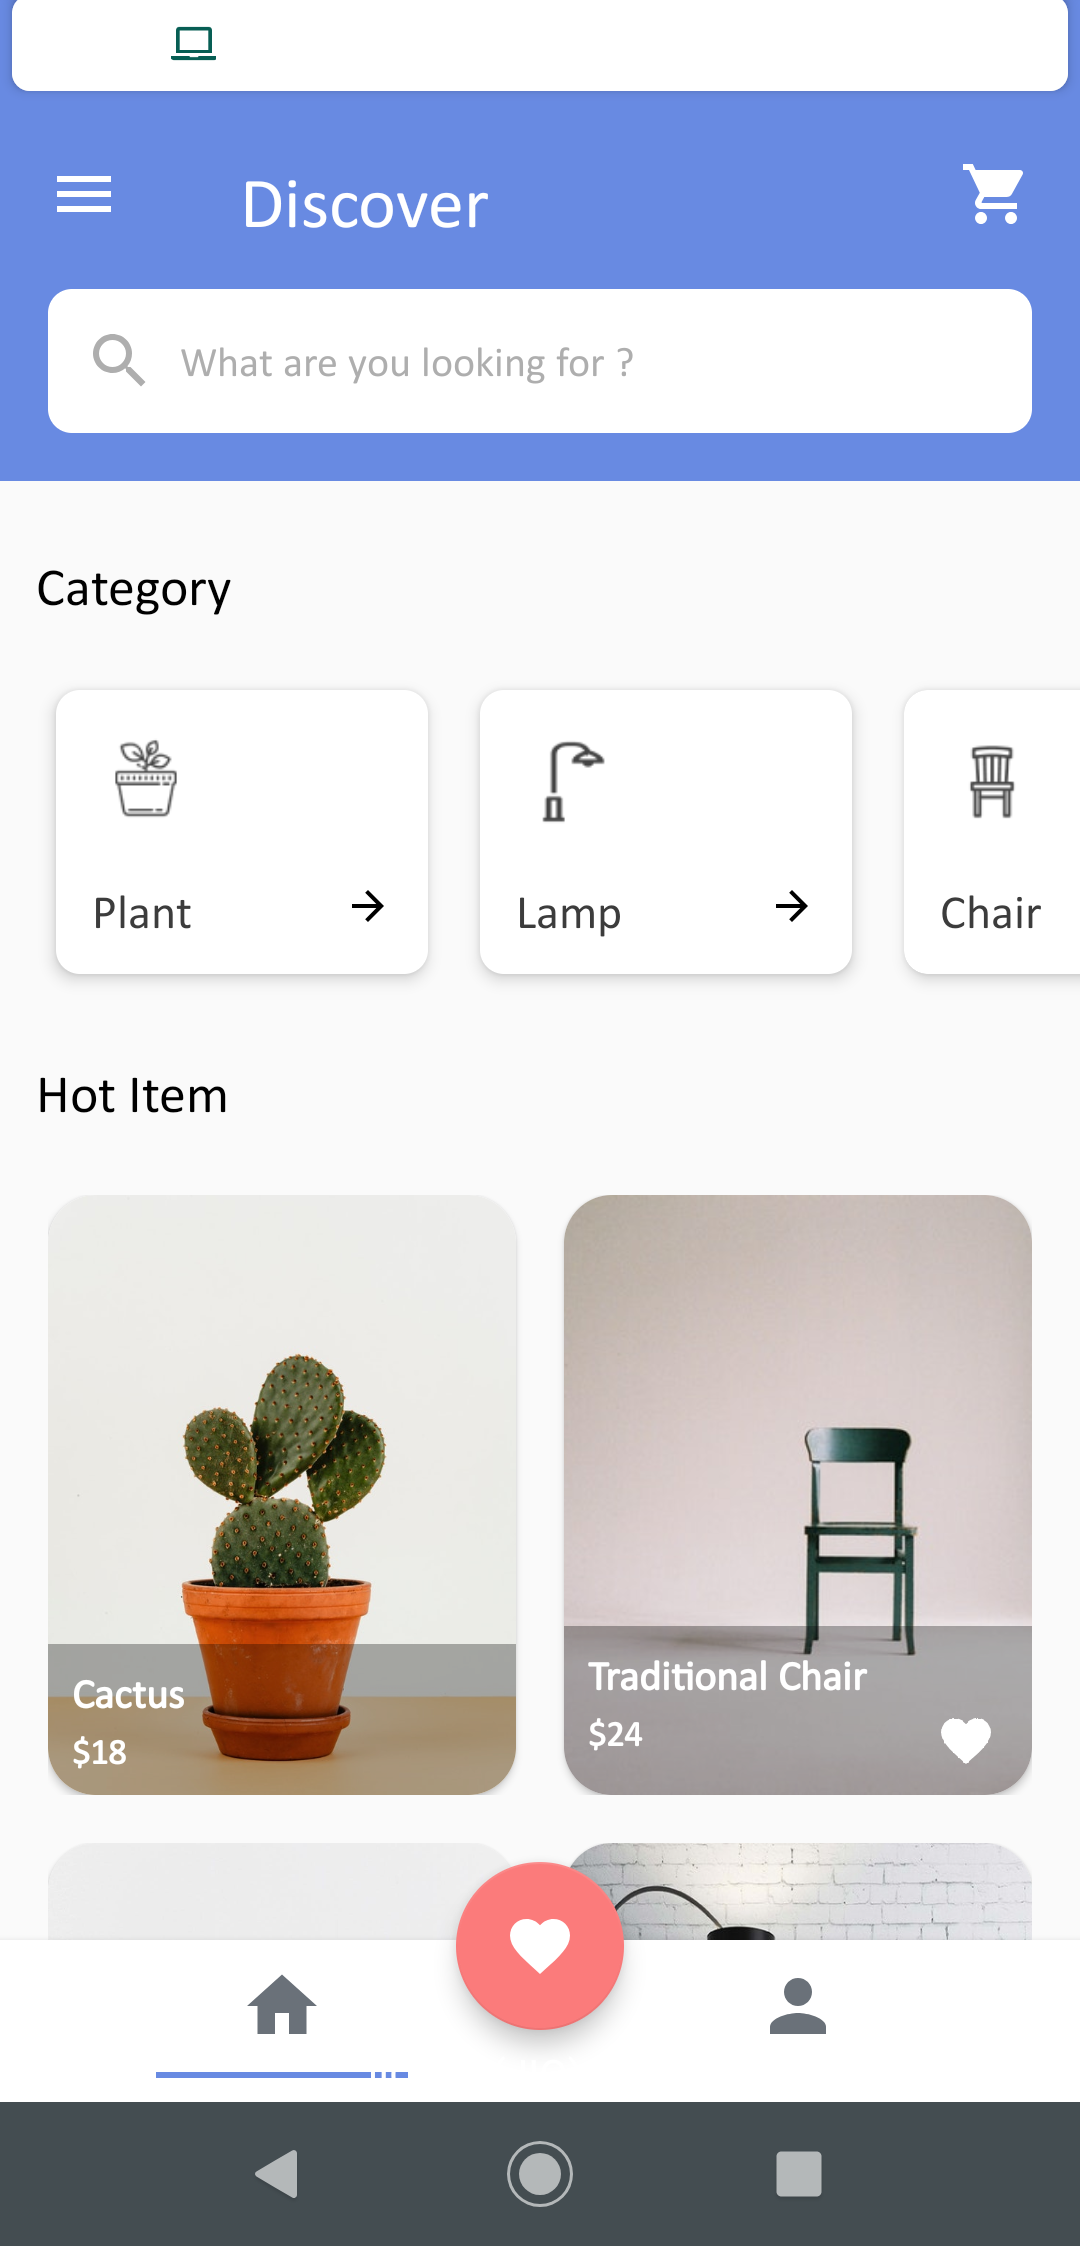 Discover
What are you looking for ?
Category
Plant
Lamp
Chair
Hot Item
Cactus
$18
Traditional Chair
$24